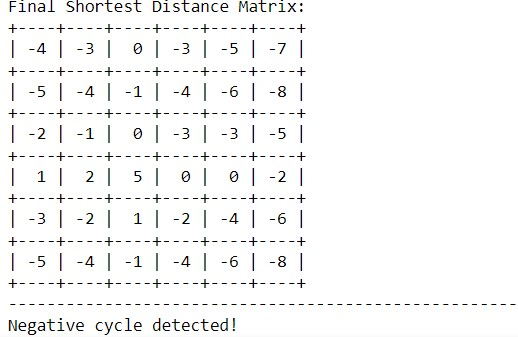 Final Shortest Distance Matrix:
+----+----+----+----+----+----+
| -4 | -3 |  0 | -3 | -5 | -7 |
+----+----+----+----+----+----+
| -5 | -4 | -1 | -4 | -6 | -8 |
+----+----+----+----+----+----+
| -2 | -1 |  0 | -3 | -3 | -5 |
+----+----+----+----+----+----+
|  1 |  2 |  5 |  0 |  0 | -2 |
+----+----+----+----+----+----+
| -3 | -2 |  1 | -2 | -4 | -6 |
+----+----+----+----+----+----+
| -5 | -4 | -1 | -4 | -6 | -8 |
+----+----+----+----+----+----+
-----------------------------------------------------
Negative cycle detected!